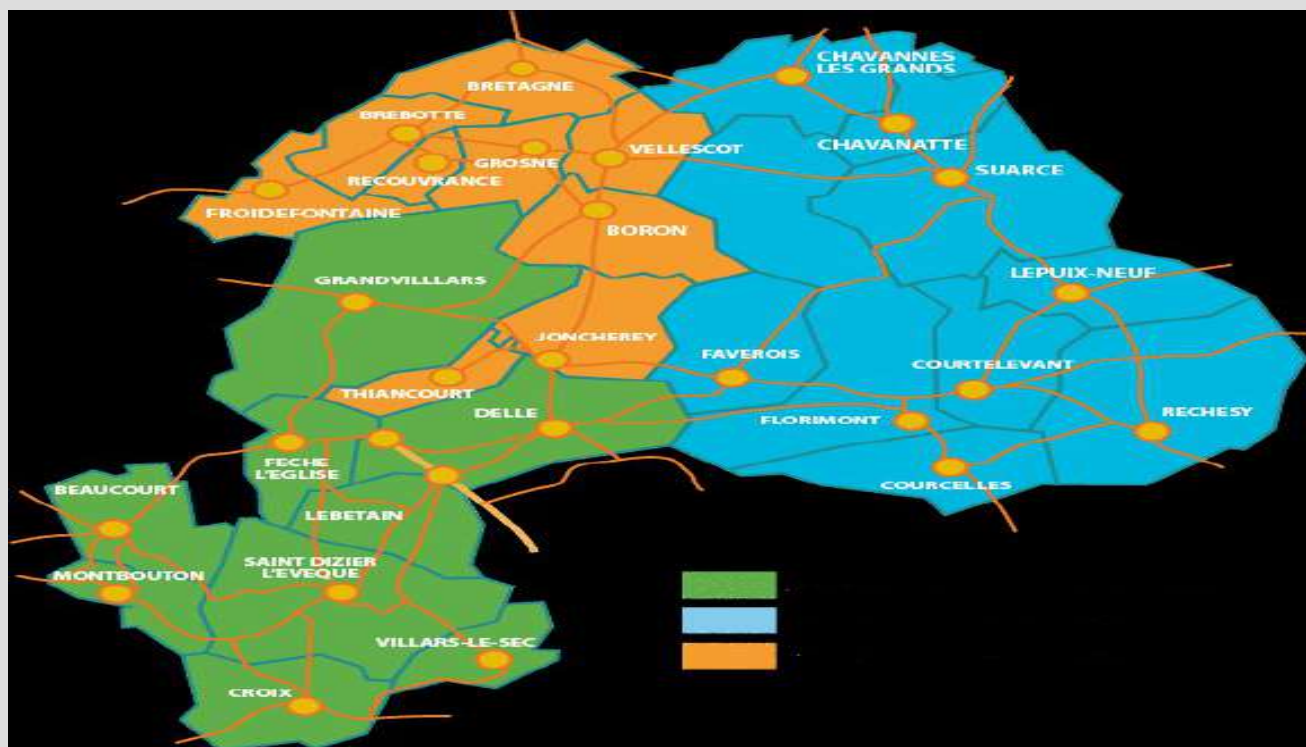 CHAVANNES
LES GRANDS
BRETAGNE
BREBOTTE
CHAVANATTE
VELLESCOT
GROSNE
SUARCE
RECOUVRANCE
FROIDEFONTAINE
BORON
LEPUIX-NEUF
GRANDVILLLARS
JONCHEREY
FAVEROIS
COURTELEVANT
THIANCOURT
DELLE
RECHESY
FLORIMONT
FECHE
L'EGLISE
COURCELLES
BEAUCOURT
LEBETAIN
SAINT DIZIER
L'EVEQUE
MONTBOUTON
VILLARS-LE-SEC
CROIX